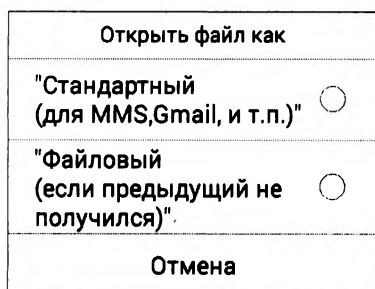 Открыть файл как
"Стандартный
(для MMS,Gmail, и т.п.)"
"Файловый
(если предыдущий не
получился)"
Отмена